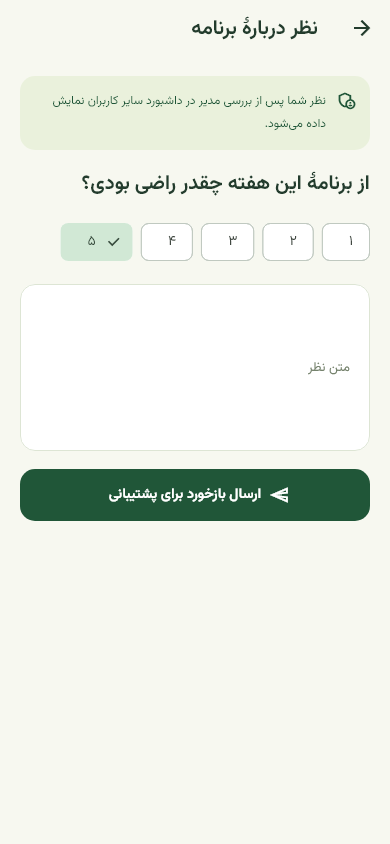 نظر دربارهٔ برنامه
نظر شما پس از بررسی مدیر در داشبورد سایر کاربران نمایش
داده می‌شود.
از برنامهٔ این هفته چقدر راضی بودی؟
۱ ۲ ۳ ۴ ۵
متن نظر
ارسال بازخورد برای پشتیبانی